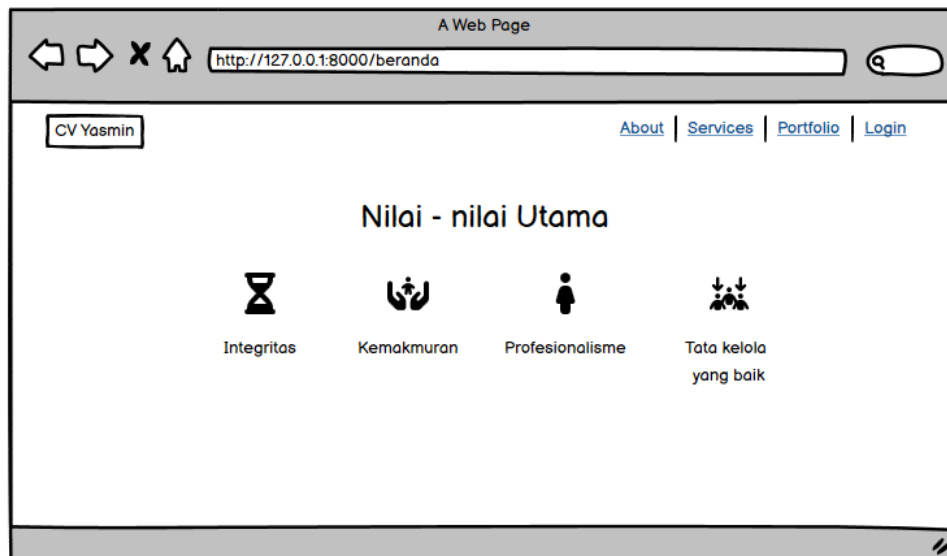 A Web Page
http://127.0.0.1:8000/beranda
CV Yasmin
About Services Portfolio Login
Nilai - nilai Utama
Integritas Kemakmuran Profesionalisme Tata kelola
yang baik